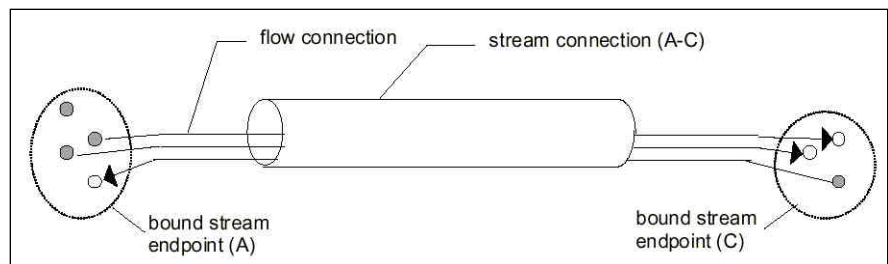 flow connection
stream connection (A-C)
bound stream
endpoint (A)
bound stream
endpoint (C)